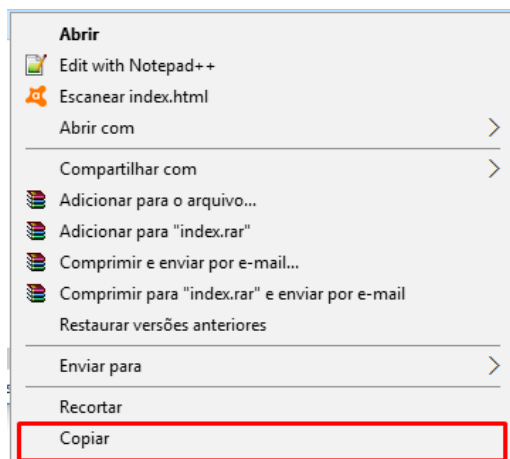 Abrir
Edit with Notepad++
Escanear index.html
Abrir com
Compartilhar com
Adicionar para o arquivo...
Adicionar para "index.rar"
Comprimir e enviar por e-mail...
Comprimir para "index.rar" e enviar por e-mail
Restaurar versões anteriores
Enviar para
Recortar
Copiar